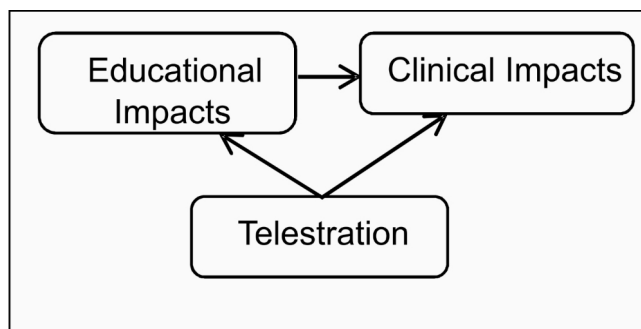 Educational
Impacts
Clinical Impacts
Telestration